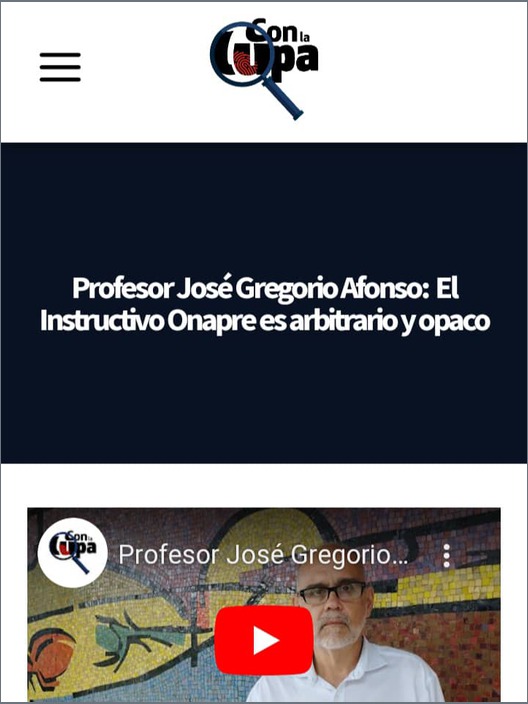 Con la
Lupa
Profesor José Gregorio Afonso: El
Instructivo Onapre es arbitrario y opaco
Con la
Lupa
Profesor José Gregorio...